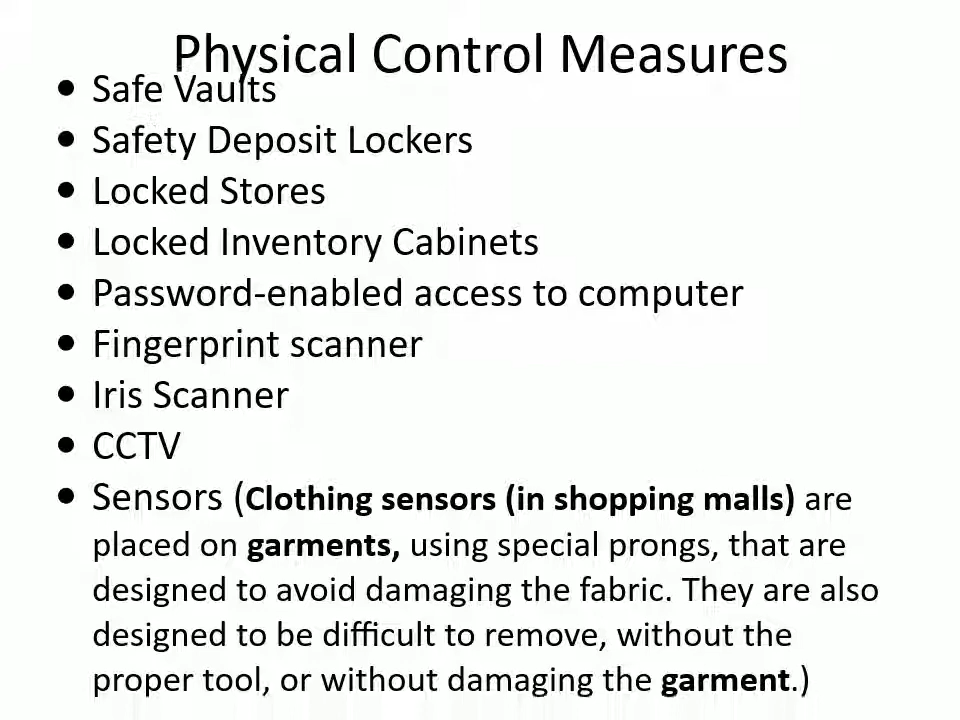 Physical Control Measures
• Safe Vaults
• Safety Deposit Lockers
• Locked Stores
• Locked Inventory Cabinets
• Password-enabled access to computer
• Fingerprint scanner
• Iris Scanner
• CCTV
• Sensors (Clothing sensors (in shopping malls) are
placed on garments, using special prongs, that are
designed to avoid damaging the fabric. They are also
designed to be difficult to remove, without the
proper tool, or without damaging the garment.)